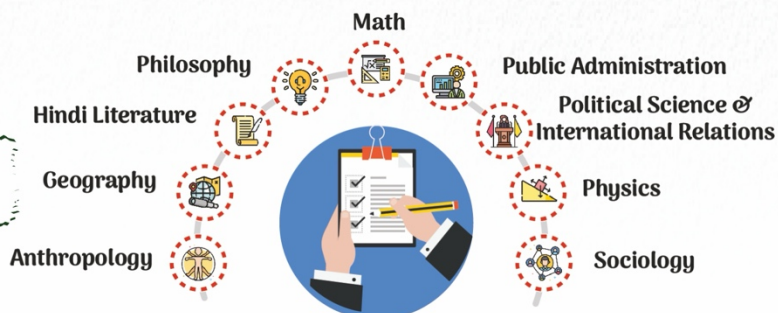 Math
Philosophy
Public Administration
Hindi Literature
Political Science &
International Relations
Geography
Physics
Anthropology
Sociology